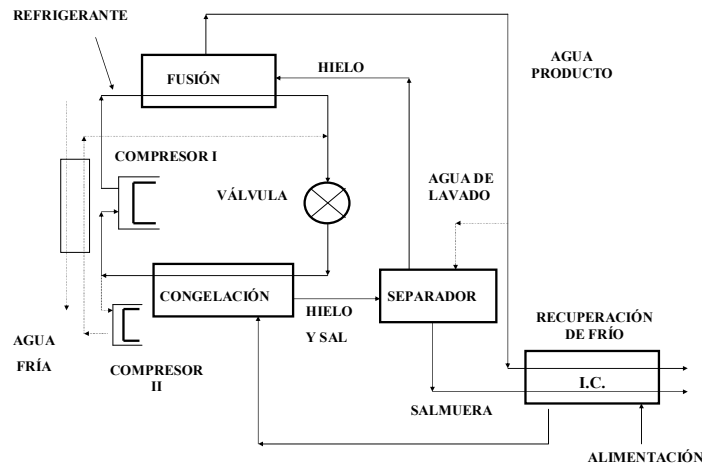 REFRIGERANTE
FUSIÓN
HIELO
AGUA
PRODUCTO
COMPRESOR I
VÁLVULA
AGUA DE
LAVADO
CONGELACIÓN
HIELO
Y SAL
SEPARADOR
RECUPERACIÓN
DE FRÍO
AGUA
FRÍA
COMPRESOR
II
SALMUERA
I.C.
ALIMENTACIÓN